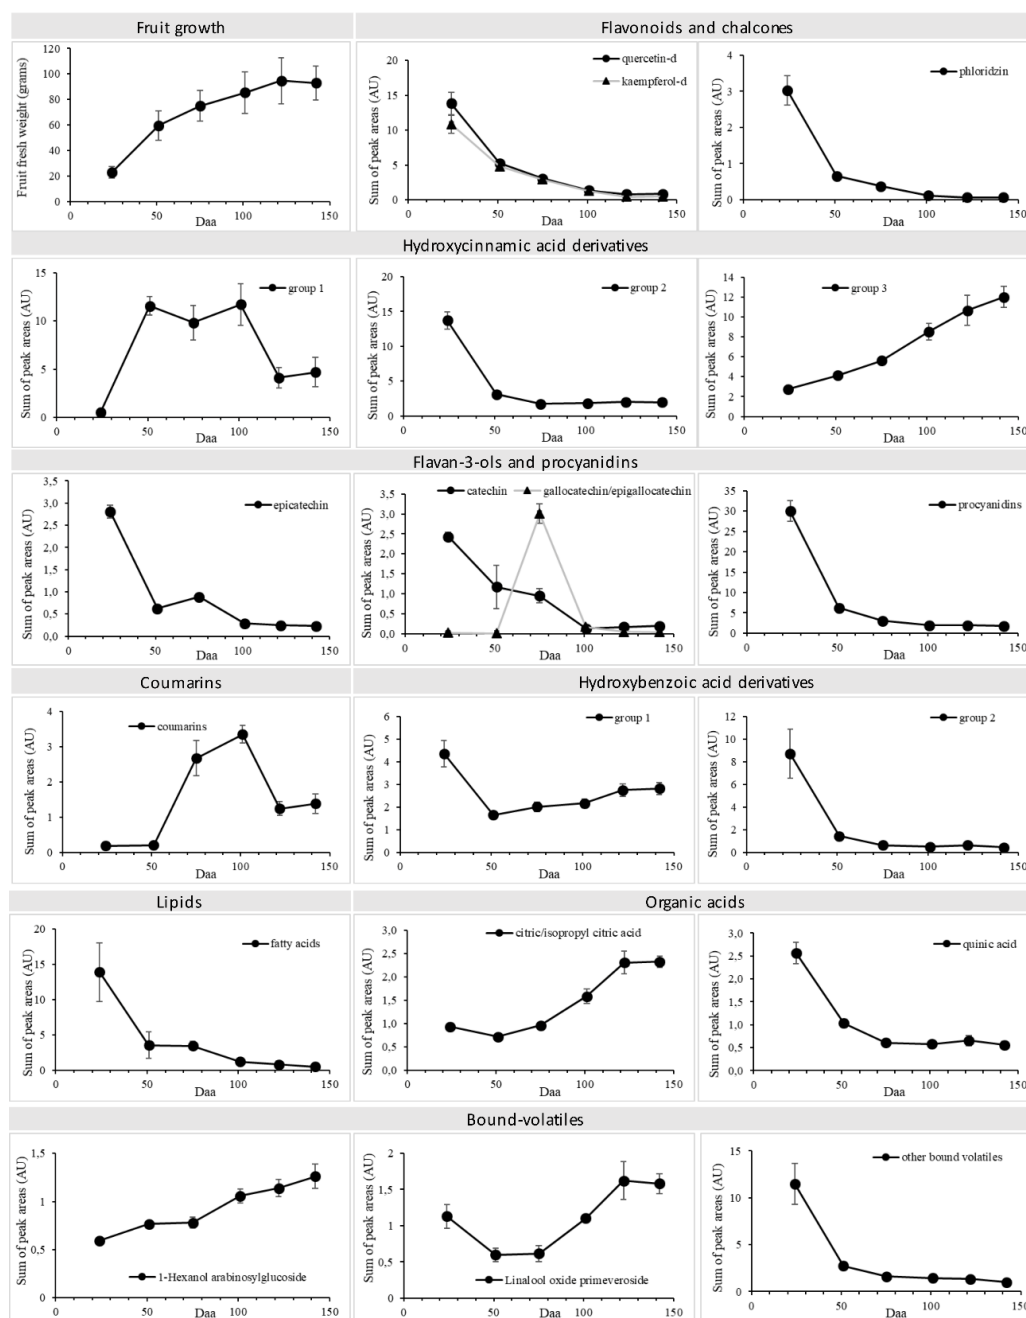 Fruit growth
Flavonoids and chalcones
Fruit fresh weight (grams)
120
100
80
60
40
20
0
0 50 100 150
Daa
Sum of peak areas (AU)
20
15
10
5
0
quercetin-d
kaempferol-d
0 50 100 150
Daa
Sum of peak areas (AU)
4
3
2
1
0
phloridzin
0 50 100 150
Daa
Hydroxycinnamic acid derivatives
Sum of peak areas (AU)
15
10
5
0
group 1
0 50 100 150
Daa
Sum of peak areas (AU)
20
15
10
5
0
group 2
0 50 100 150
Daa
Sum of peak areas (AU)
14
12
10
8
6
4
2
0
group 3
0 50 100 150
Daa
Flavan-3-ols and procyanidins
Sum of peak areas (AU)
3,5
3,0
2,5
2,0
1,5
1,0
0,5
0,0
epicatechin
0 50 100 150
Daa
Sum of peak areas (AU)
3,5
3,0
2,5
2,0
1,5
1,0
0,5
0,0
catechin
gallocatechin/epigallocatechin
0 50 100 150
Daa
Sum of peak areas (AU)
35
30
25
20
15
10
5
0
procyanidins
0 50 100 150
Daa
Coumarins
Hydroxybenzoic acid derivatives
Sum of peak areas (AU)
4
3
2
1
0
coumarins
0 50 100 150
Daa
Sum of peak areas (AU)
6
5
4
3
2
1
0
group 1
0 50 100 150
Daa
Sum of peak areas (AU)
12
10
8
6
4
2
0
group 2
0 50 100 150
Daa
Lipids
Organic acids
Sum of peak areas (AU)
20
15
10
5
0
fatty acids
0 50 100 150
Daa
Sum of peak areas (AU)
3,0
2,5
2,0
1,5
1,0
0,5
0,0
citric/isopropyl citric acid
0 50 100 150
Daa
Sum of peak areas (AU)
3,0
2,5
2,0
1,5
1,0
0,5
0,0
quinic acid
0 50 100 150
Daa
Bound-volatiles
Sum of peak areas (AU)
1,5
1
0,5
0
1-Hexanol arabinosylglucoside
0 50 100 150
Daa
Sum of peak areas (AU)
2
1,5
1
0,5
0
Linalool oxide primeveroside
0 50 100 150
Daa
Sum of peak areas (AU)
15
10
5
0
other bound volatiles
0 50 100 150
Daa